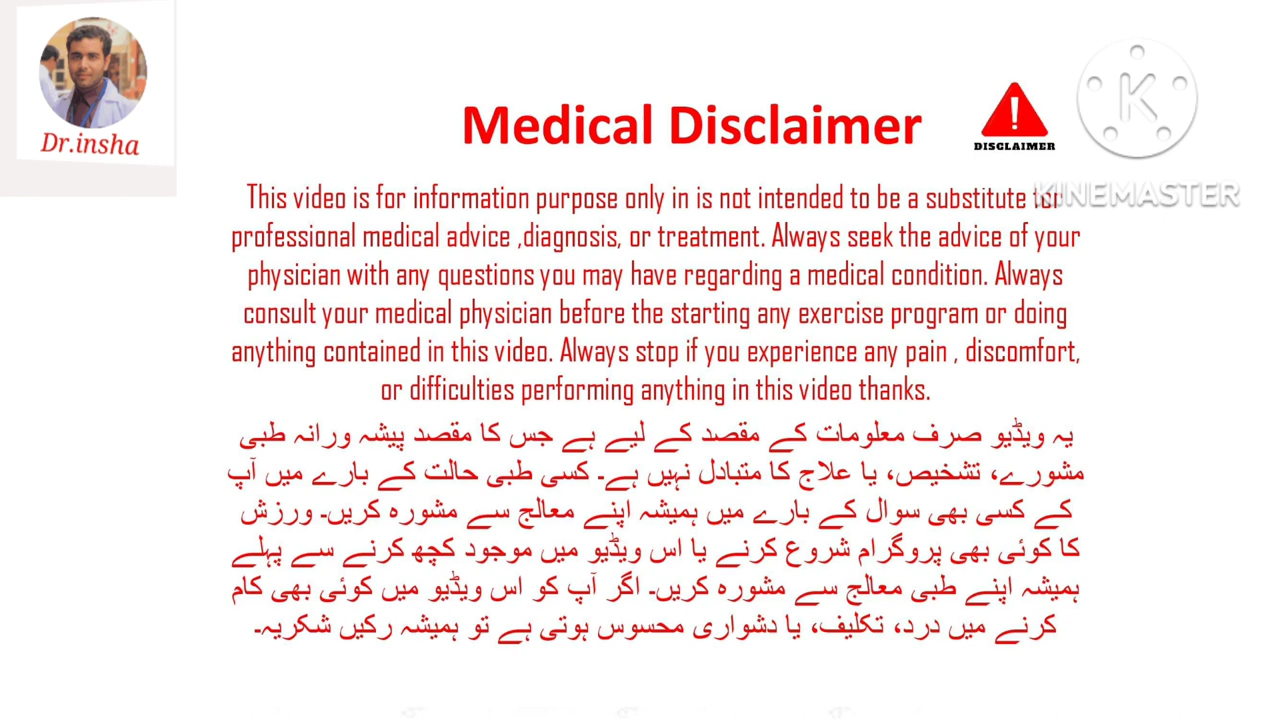 Dr.insha
Medical Disclaimer
DISCLAIMER
K
KINEMASTER
This video is for information purpose only in is not intended to be a substitute for
professional medical advice ,diagnosis, or treatment. Always seek the advice of your
physician with any questions you may have regarding a medical condition. Always
consult your medical physician before the starting any exercise program or doing
anything contained in this video. Always stop if you experience any pain , discomfort,
or difficulties performing anything in this video thanks.
یہ ویڈیو صرف معلومات کے مقصد کے لیے ہے جس کا مقصد پیشہ ورانہ طبی
مشورے، تشخیص، یا علاج کا متبادل نہیں ہے۔ کسی طبی حالت کے بارے میں آپ
کے کسی بھی سوال کے بارے میں ہمیشہ اپنے معالج سے مشورہ کریں۔ ورزش
کا کوئی بھی پروگرام شروع کرنے یا اس ویڈیو میں موجود کچھ کرنے سے پہلے
ہمیشہ اپنے طبی معالج سے مشورہ کریں۔ اگر آپ کو اس ویڈیو میں کوئی بھی کام
کرنے میں درد، تکلیف، یا دشواری محسوس ہوتی ہے تو ہمیشہ رکیں شکریہ۔